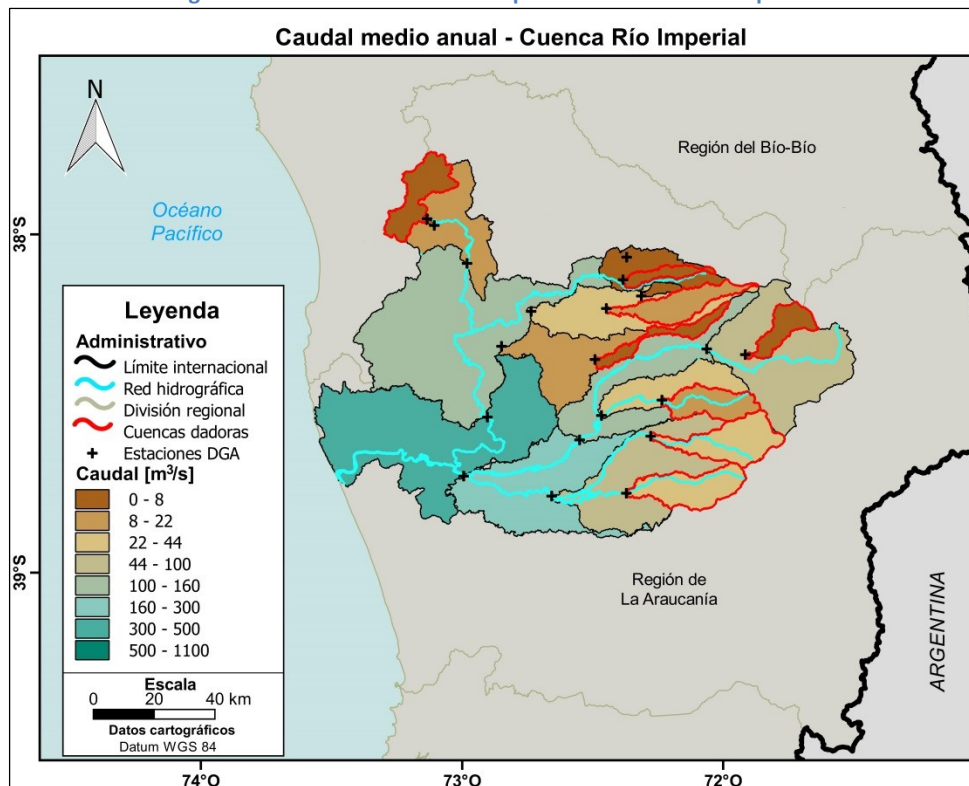 Caudal medio anual - Cuenca Río Imperial
N
Región del Bío-Bío
Océano
Pacífico
38°S
Leyenda
Administrativo
Límite internacional
Red hidrográfica
División regional
Cuencas dadoras
Estaciones DGA
Caudal [m³/s]
0 - 8
8 - 22
22 - 44
44 - 100
100 - 160
160 - 300
300 - 500
500 - 1100
39°S
Región de
La Araucanía
ARGENTINA
Escala
0 20 40 km
Datos cartográficos
Datum WGS 84
74°O 73°O 72°O